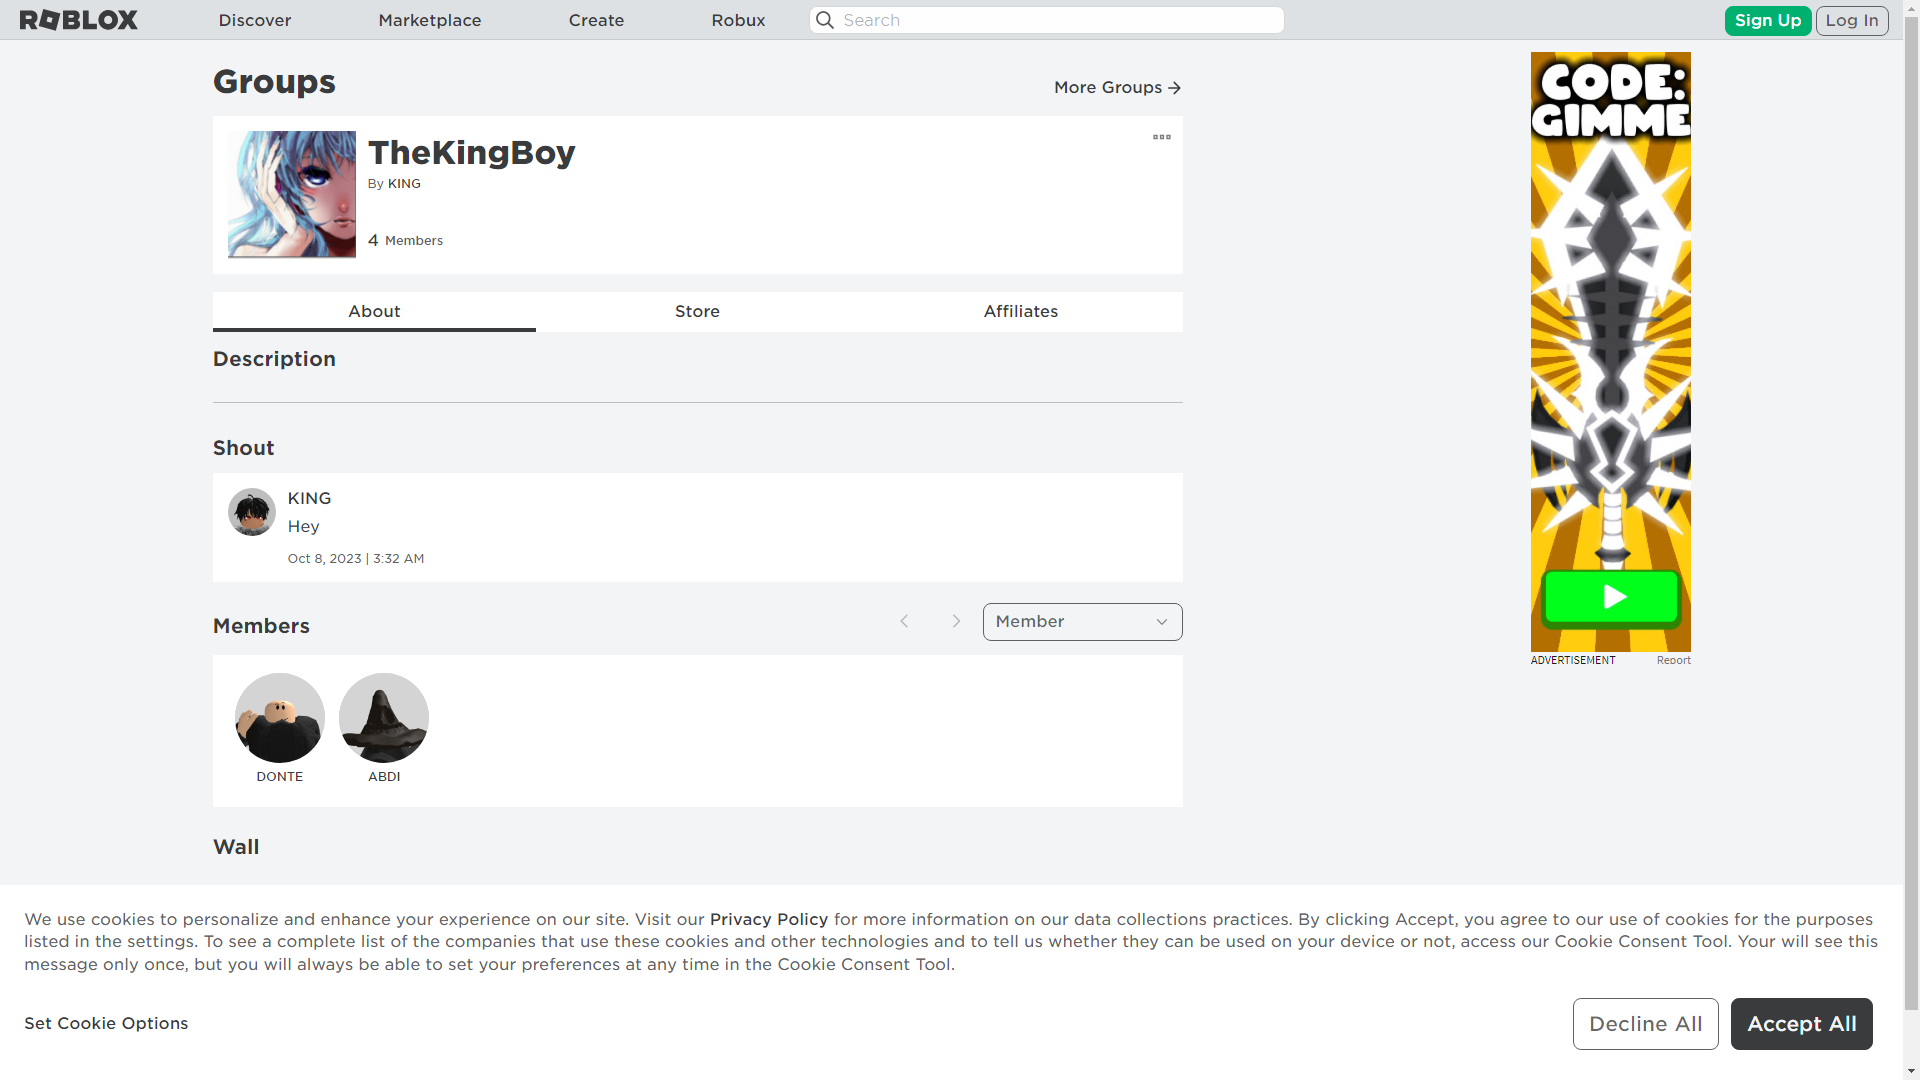 ROBLOX
Discover
Marketplace
Create
Robux
Search
Sign Up
Log In
Groups
More Groups
TheKingBoy
By KING
4 Members
About
Store
Affiliates
Description
Shout
KING
Hey
Oct 8, 2023 | 3:32 AM
Members
Member
DONTE
ABDI
Wall
CODE:
GIMME
ADVERTISEMENT
Report
We use cookies to personalize and enhance your experience on our site. Visit our Privacy Policy for more information on our data collections practices. By clicking Accept, you agree to our use of cookies for the purposes
listed in the settings. To see a complete list of the companies that use these cookies and other technologies and to tell us whether they can be used on your device or not, access our Cookie Consent Tool. Your will see this
message only once, but you will always be able to set your preferences at any time in the Cookie Consent Tool.
Set Cookie Options
Decline All
Accept All